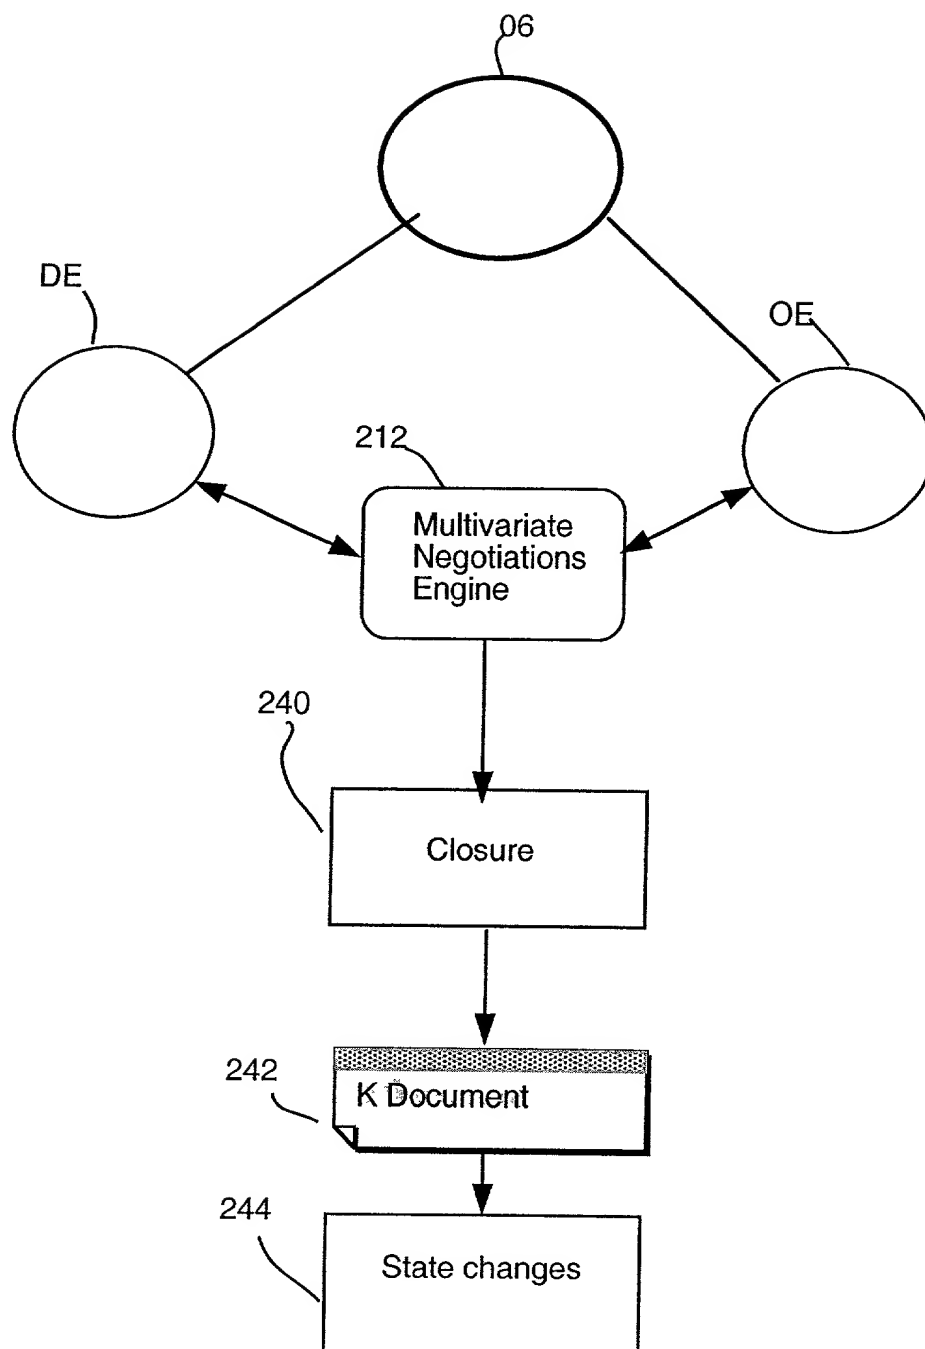 06
DE
OE
212
Multivariate
Negotiations
Engine
240
Closure
242
K Document
244
State changes